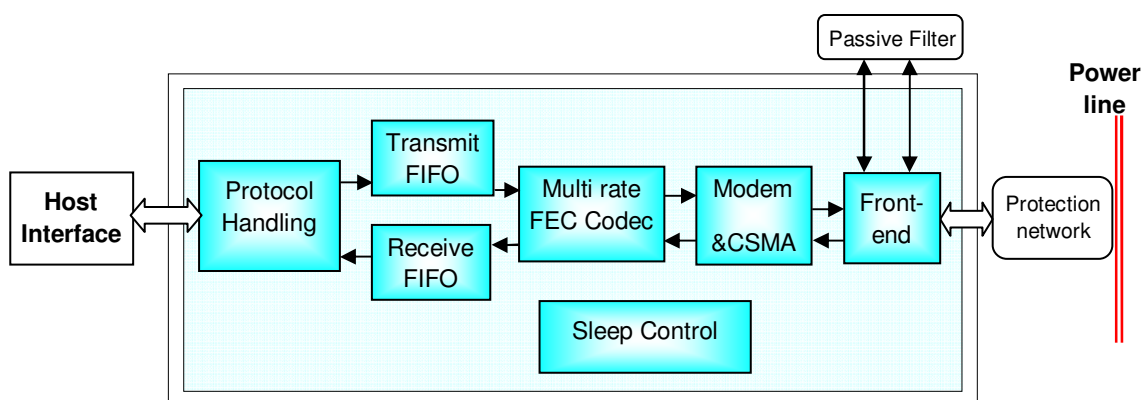 Passive Filter
Power
line
Transmit
FIFO
Protocol
Handling
Multi rate
FEC Codec
Modem
&CSMA
Front-
end
Host
Interface
Protection
network
Receive
FIFO
Sleep Control